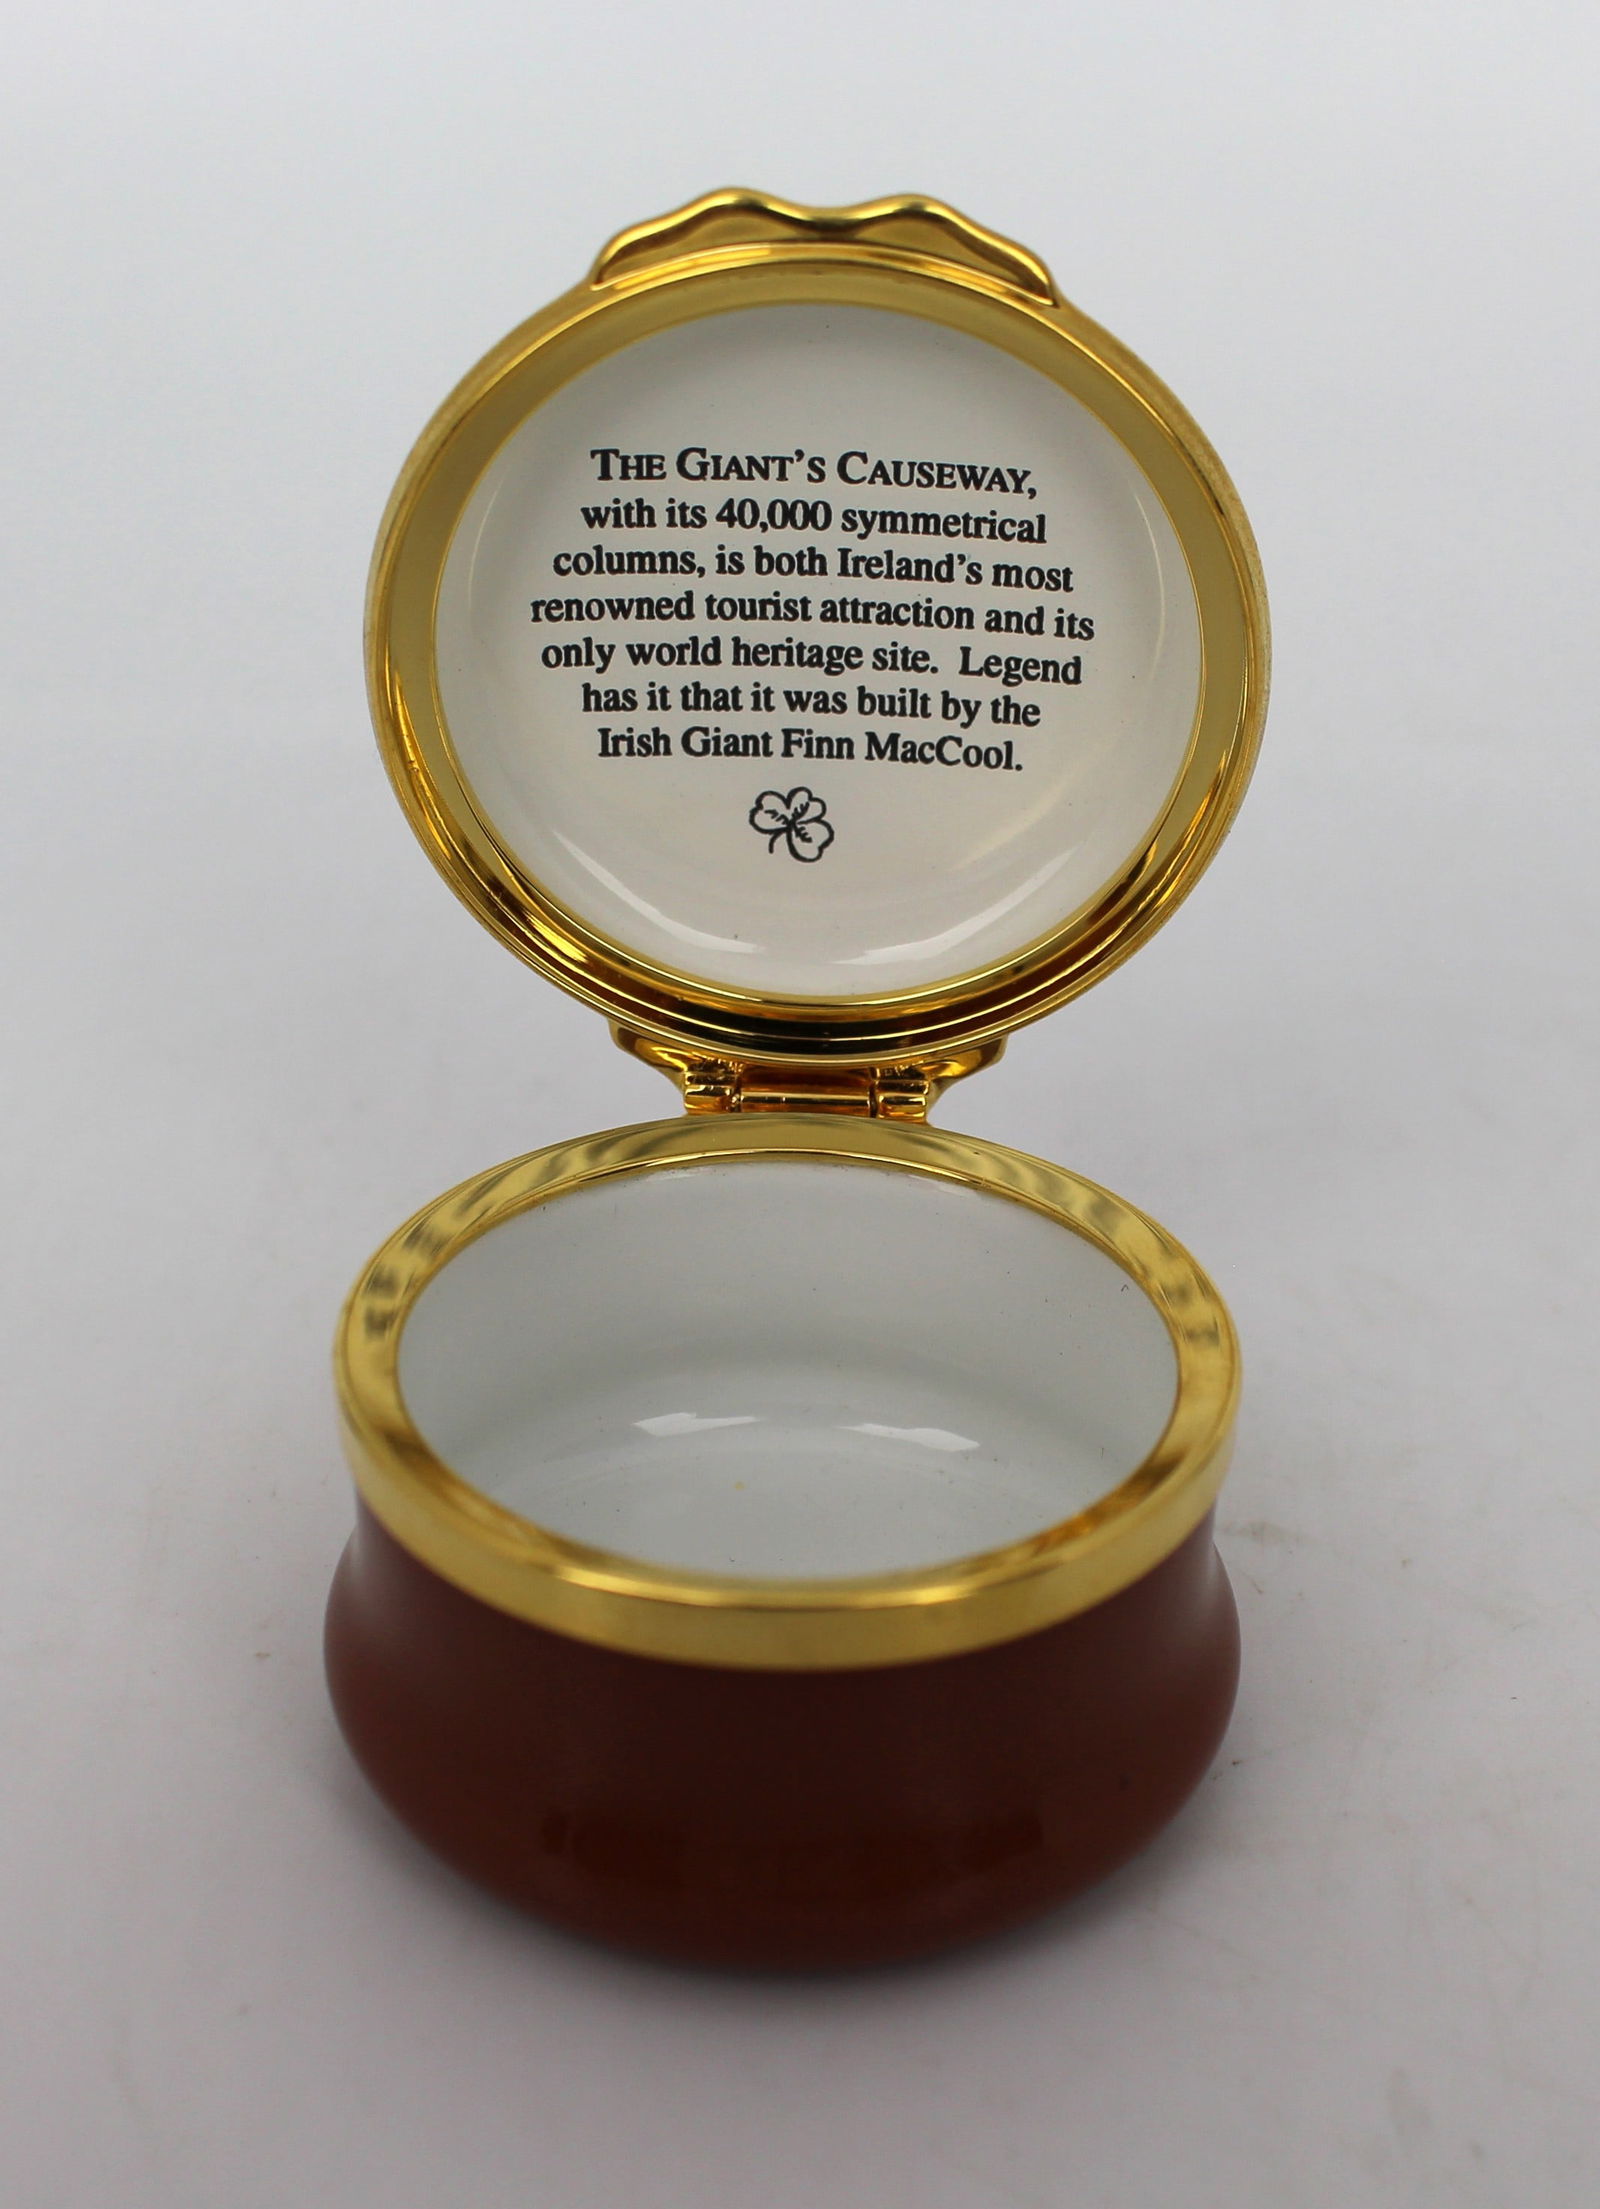 THE GIANT'S CAUSEWAY,
with its 40,000 symmetrical
columns, is both Ireland's most
renowned tourist attraction and its
only world heritage site. Legend
has it that it was built by the
Irish Giant Finn MacCool.